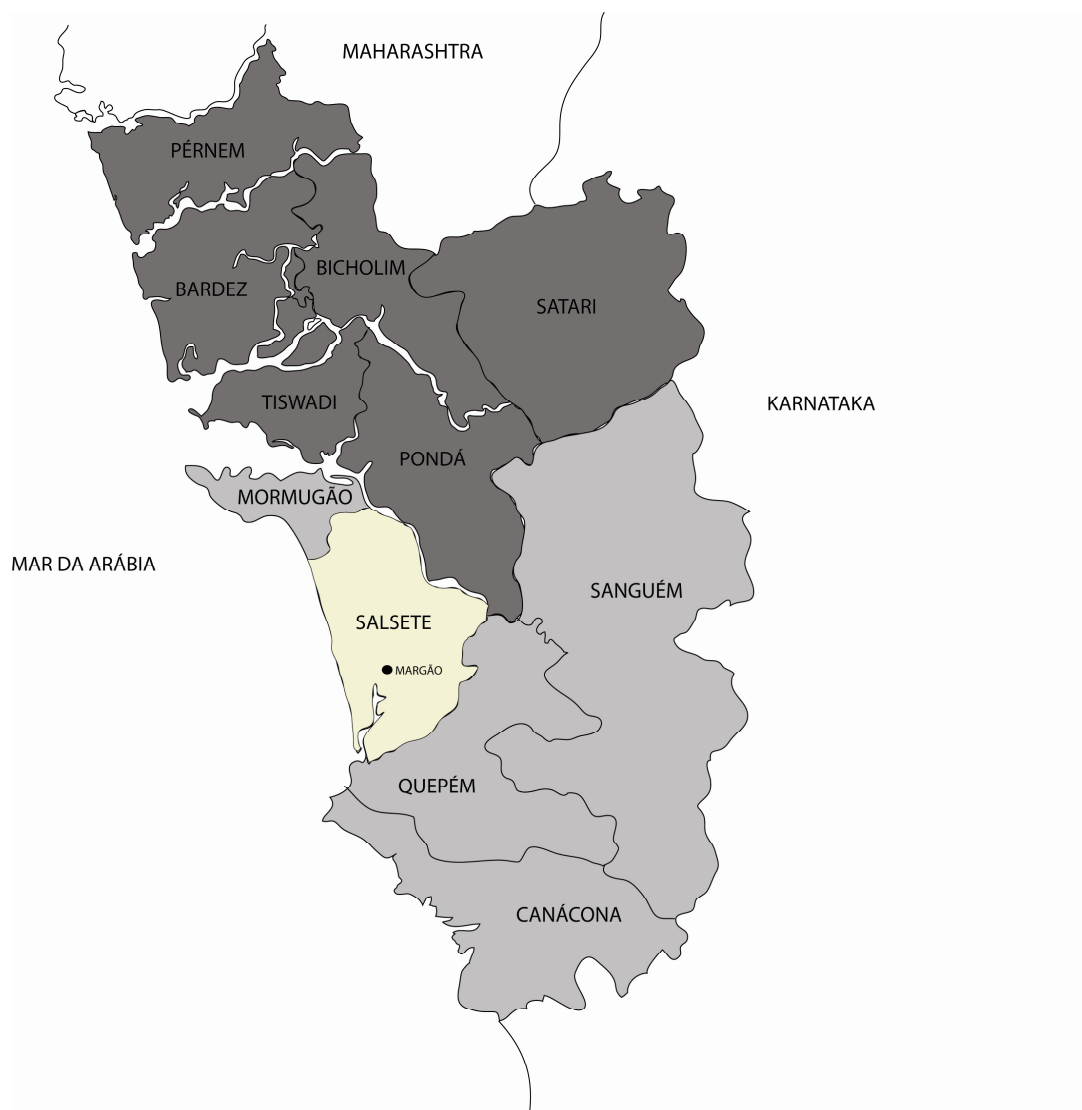 MAHARASHTRA
PÉRNEM
BICHOLIM
BARDEZ
SATARI
TISWADI
KARNATAKA
PONDÁ
MORMUGÃO
MAR DA ARÁBIA
SANGUÉM
SALSETE
MARGÃO
QUEPÉM
CANÁCONA